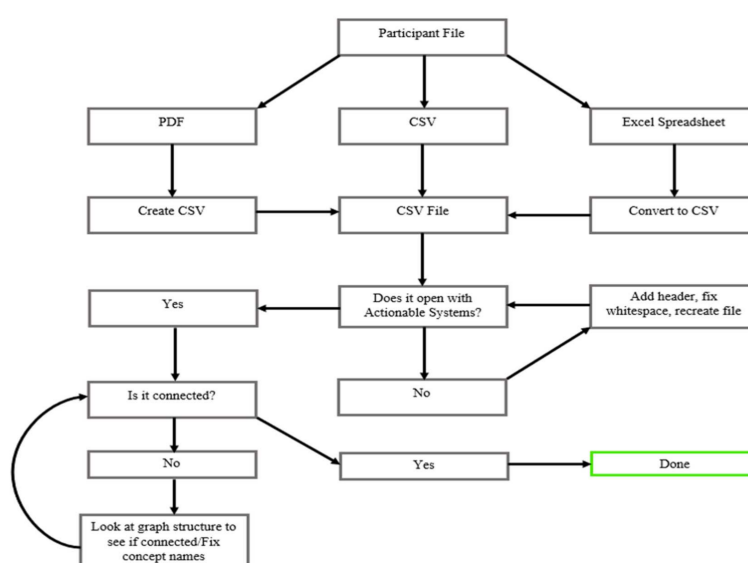 Participant File
PDF
CSV
Excel Spreadsheet
Create CSV
CSV File
Convert to CSV
Yes
Does it open with
Actionable Systems?
Add header, fix
whitespace, recreate file
No
Is it connected?
No
Yes
Done
Look at graph structure to
see if connected/Fix
concept names